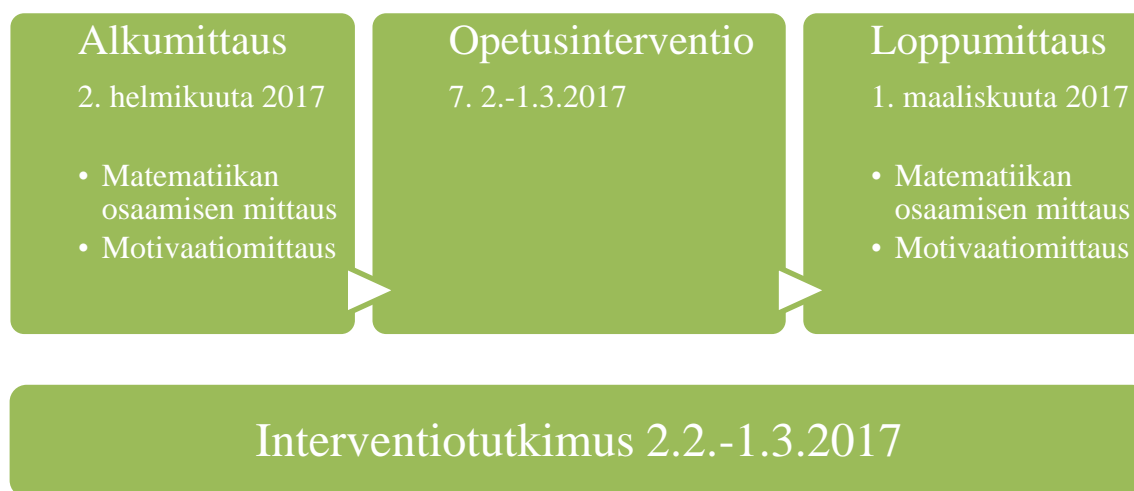 Alkumittaus
2. helmikuuta 2017
• Matematiikan
osaamisen mittaus
• Motivaatiomittaus
Opetusinterventio
7. 2.-1.3.2017
Loppumittaus
1. maaliskuuta 2017
• Matematiikan
osaamisen mittaus
• Motivaatiomittaus
Interventiotutkimus 2.2.-1.3.2017